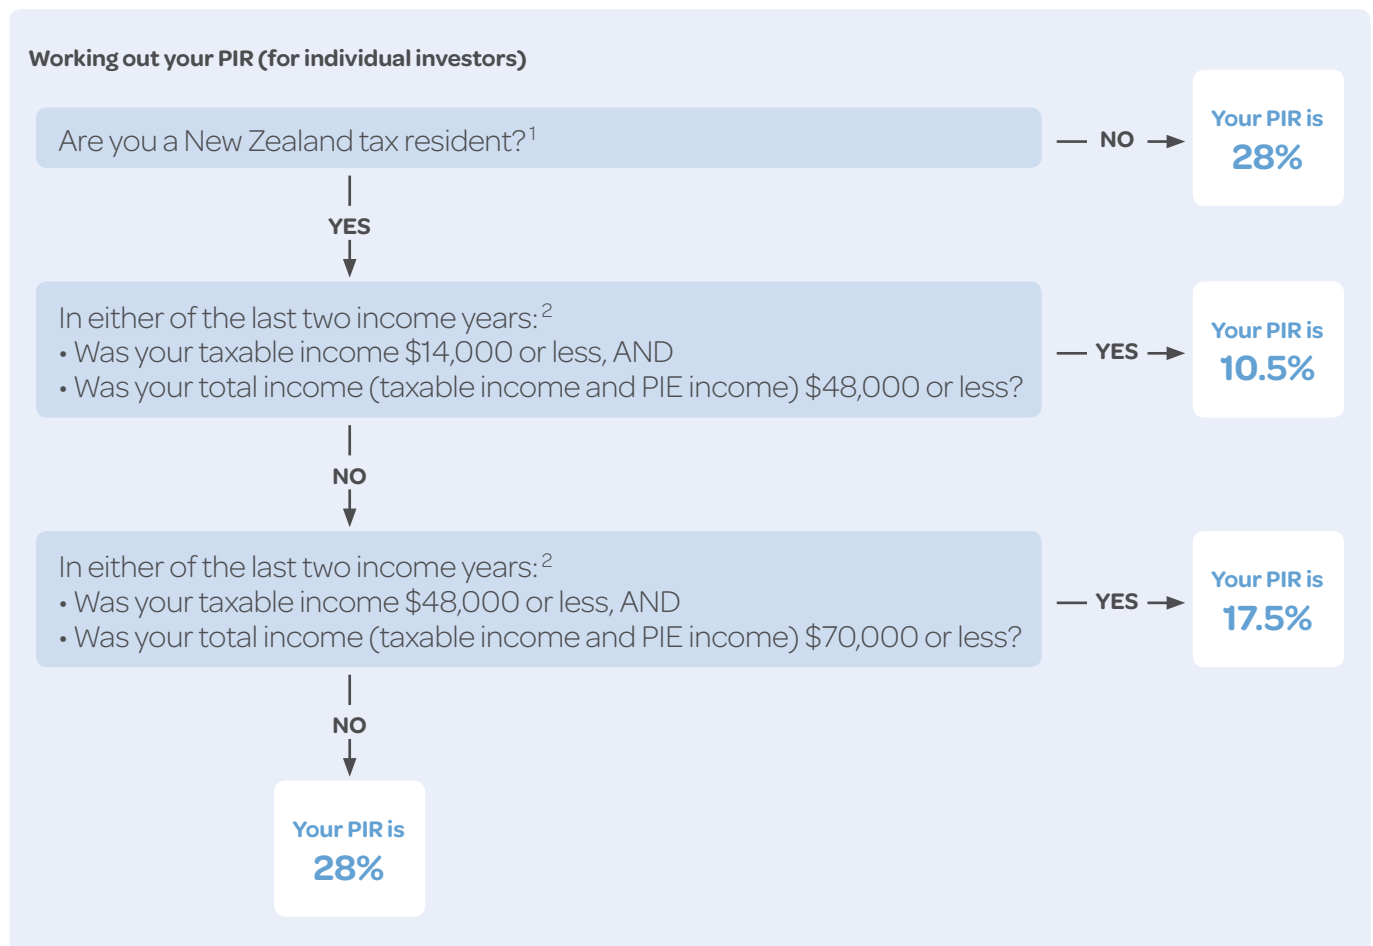 Working out your PIR (for individual investors)
Are you a New Zealand tax resident?1
NO
Your PIR is
28%
YES
In either of the last two income years:2
• Was your taxable income $14,000 or less, AND
• Was your total income (taxable income and PIE income) $48,000 or less?
YES
Your PIR is
10.5%
NO
In either of the last two income years:2
• Was your taxable income $48,000 or less, AND
• Was your total income (taxable income and PIE income) $70,000 or less?
YES
Your PIR is
17.5%
NO
Your PIR is
28%